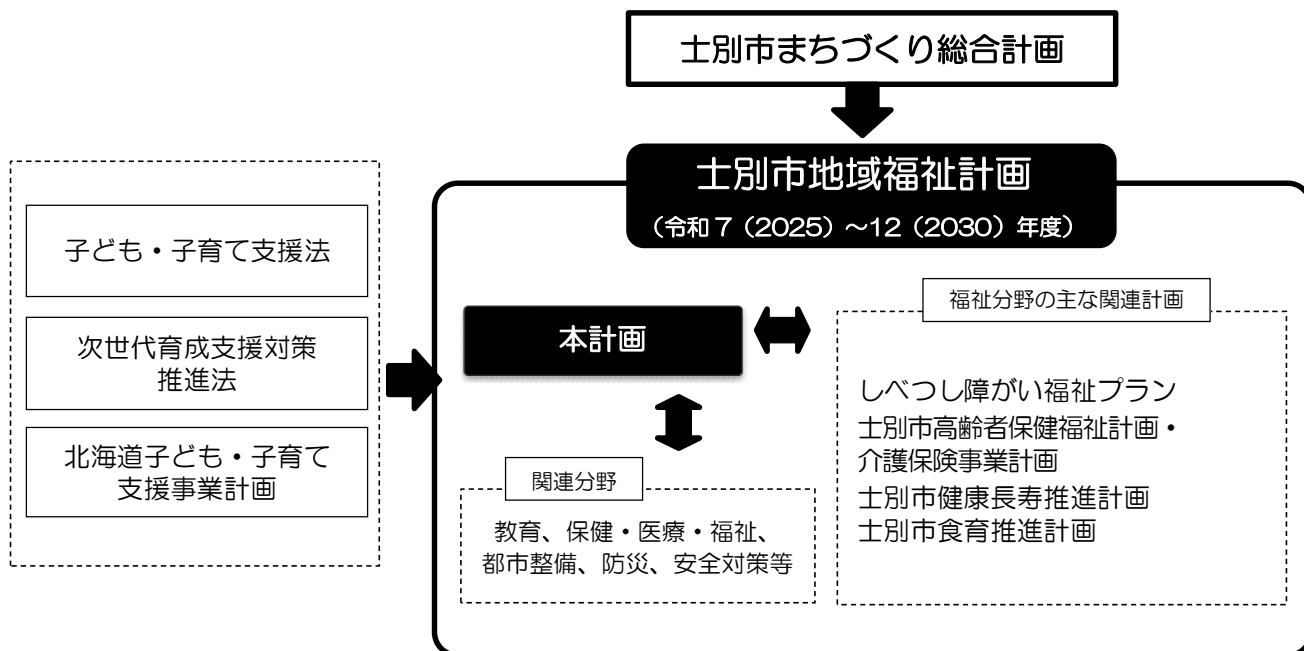 士別市まちづくり総合計画
士別市地域福祉計画
（令和７（2025）～12（2030）年度）
子ども・子育て支援法
次世代育成支援対策
推進法
北海道子ども・子育て
支援事業計画
本計画
関連分野
教育、保健・医療・福祉、
都市整備、防災、安全対策等
福祉分野の主な関連計画
しべつし障がい福祉プラン
士別市高齢者保健福祉計画・
介護保険事業計画
士別市健康長寿推進計画
士別市食育推進計画